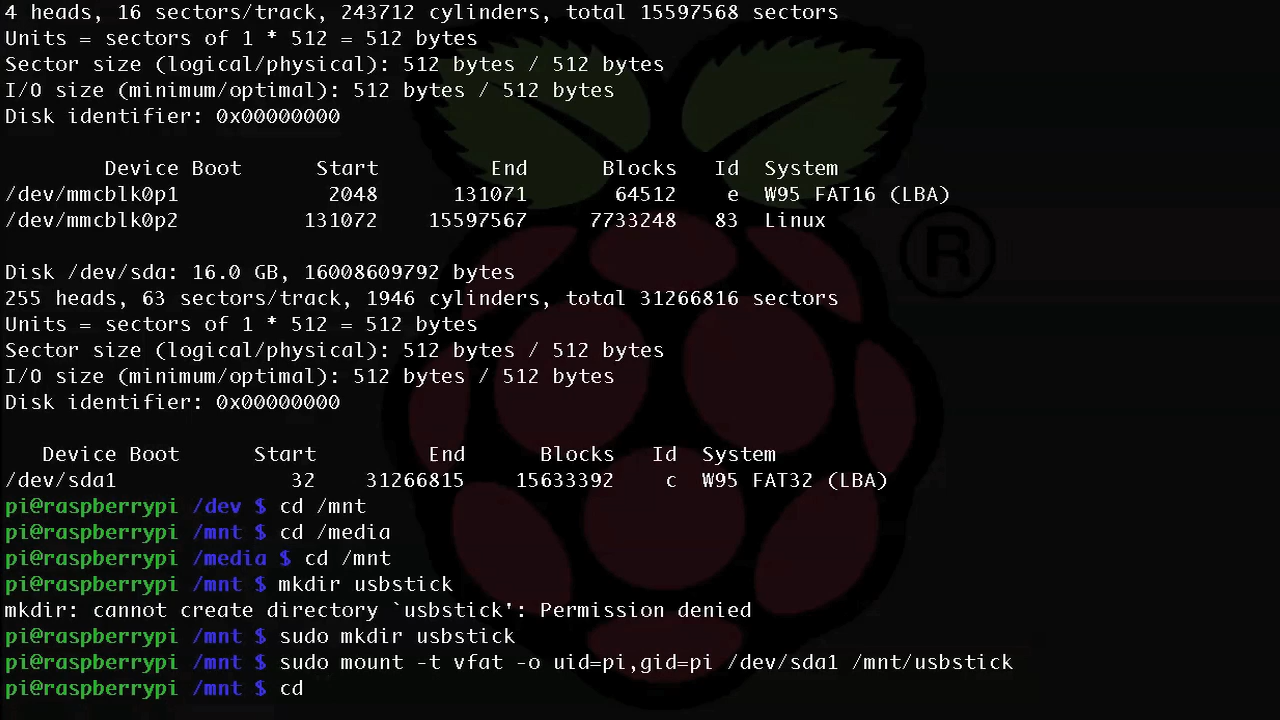 4 heads, 16 sectors/track, 243712 cylinders, total 15597568 sectors
Units = sectors of 1 * 512 = 512 bytes
Sector size (logical/physical): 512 bytes / 512 bytes
I/O size (minimum/optimal): 512 bytes / 512 bytes
Disk identifier: 0x00000000
Device Boot Start End Blocks Id System
/dev/mmcblk0p1 2048 131071 64512 e W95 FAT16 (LBA)
/dev/mmcblk0p2 131072 15597567 7733248 83 Linux
®
Disk /dev/sda: 16.0 GB, 16008609792 bytes
255 heads, 63 sectors/track, 1946 cylinders, total 31266816 sectors
Units = sectors of 1 * 512 = 512 bytes
Sector size (logical/physical): 512 bytes / 512 bytes
I/O size (minimum/optimal): 512 bytes / 512 bytes
Disk identifier: 0x00000000
Device Boot Start End Blocks Id System
/dev/sda1 32 31266815 15633392 c W95 FAT32 (LBA)
pi@raspberrypi /dev $ cd /mnt
pi@raspberrypi /mnt $ cd /media
pi@raspberrypi /media $ cd /mnt
pi@raspberrypi /mnt $ mkdir usbstick
mkdir: cannot create directory `usbstick': Permission denied
pi@raspberrypi /mnt $ sudo mkdir usbstick
pi@raspberrypi /mnt $ sudo mount -t vfat -o uid=pi,gid=pi /dev/sda1 /mnt/usbstick
pi@raspberrypi /mnt $ cd